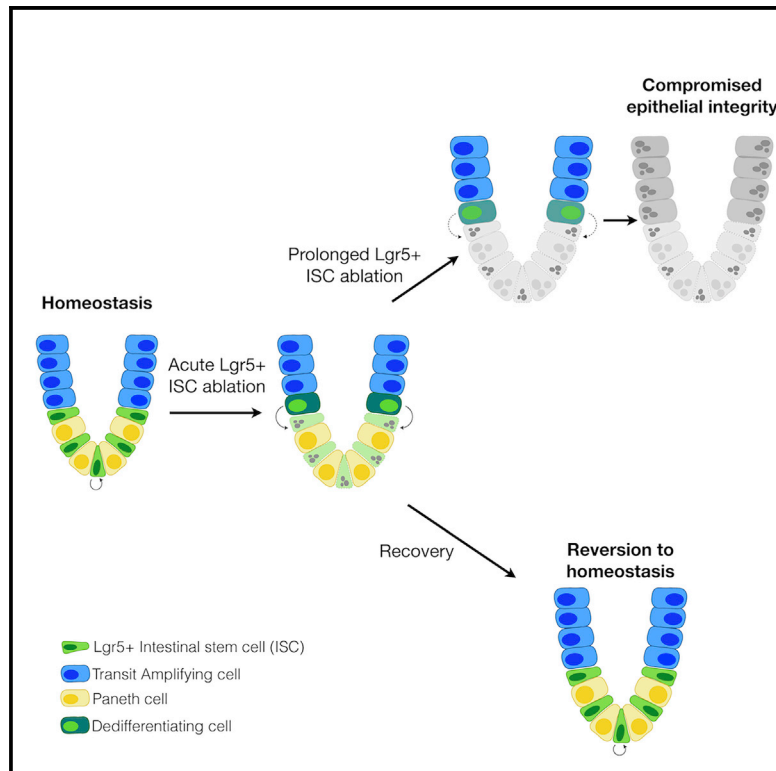 Compromised
epithelial integrity
Prolonged Lgr5+
ISC ablation
Homeostasis
Acute Lgr5+
ISC ablation
Recovery
Reversion to
homeostasis
Lgr5+ Intestinal stem cell (ISC)
Transit Amplifying cell
Paneth cell
Dedifferentiating cell